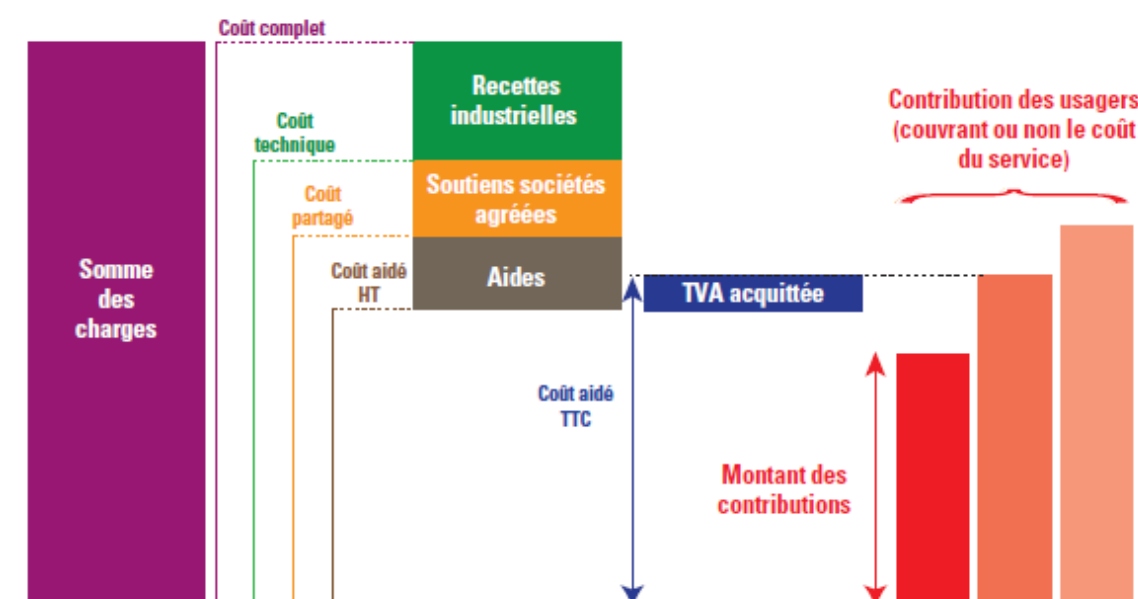 Coût complet
Recettes
industrielles
Contribution des usagers
(couvrant ou non le coût
du service)
Coût
technique
Soutiens sociétés
agréées
Coût
partagé
Somme
des
charges
Coût aidé
HT
Aides
TVA acquittée
Coût aidé
TTC
Montant des
contributions